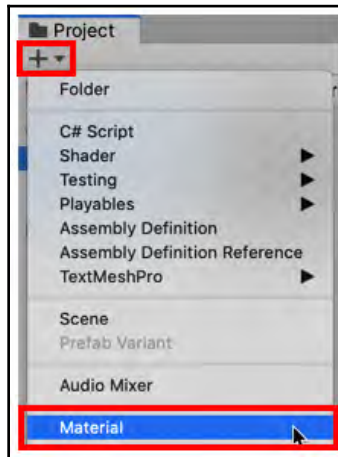 Project
Folder
C# Script
Shader
Testing
Playables
Assembly Definition
Assembly Definition Reference
TextMeshPro
Scene
Prefab Variant
Audio Mixer
Material